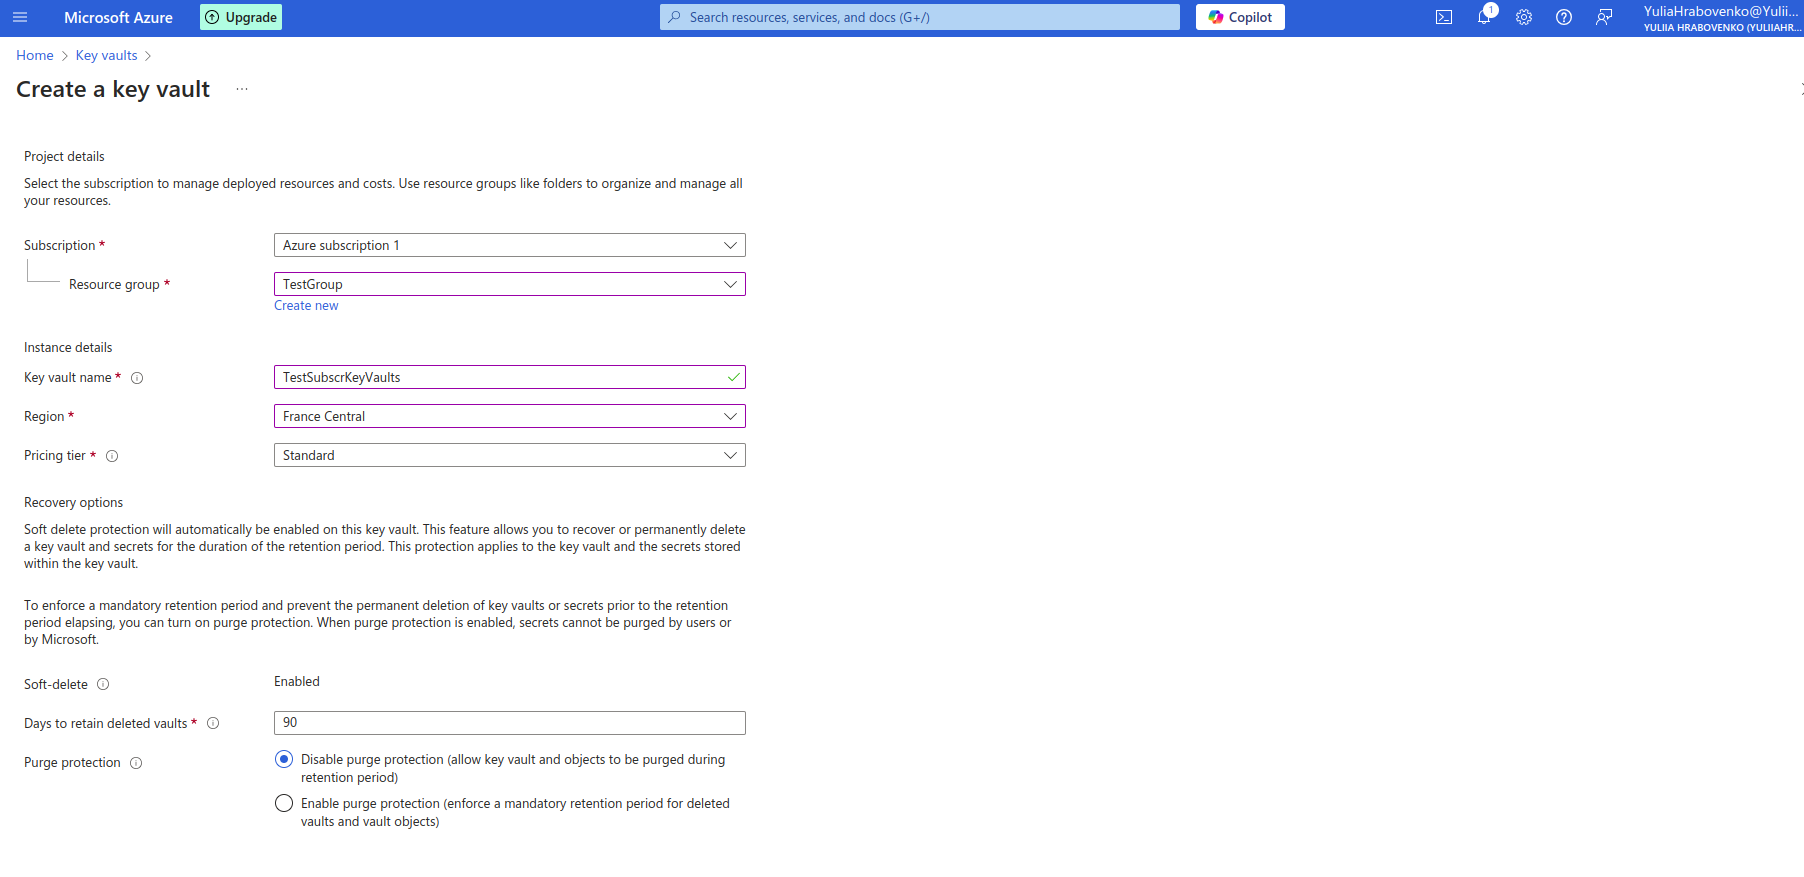 Microsoft Azure
Upgrade
Search resources, services, and docs (G+/)
Copilot
1
YuliaHrabovenko@Yulii...
YULIIA HRABOVENKO (YULIIAHR...
Home > Key vaults >
Create a key vault ...
Project details
Select the subscription to manage deployed resources and costs. Use resource groups like folders to organize and manage all
your resources.
Subscription *
Azure subscription 1
Resource group *
TestGroup
Create new
Instance details
Key vault name *
TestSubscrKeyVaults
Region *
France Central
Pricing tier *
Standard
Recovery options
Soft delete protection will automatically be enabled on this key vault. This feature allows you to recover or permanently delete
a key vault and secrets for the duration of the retention period. This protection applies to the key vault and the secrets stored
within the key vault.
To enforce a mandatory retention period and prevent the permanent deletion of key vaults or secrets prior to the retention
period elapsing, you can turn on purge protection. When purge protection is enabled, secrets cannot be purged by users or
by Microsoft.
Soft-delete
Enabled
Days to retain deleted vaults *
90
Purge protection
Disable purge protection (allow key vault and objects to be purged during
retention period)
Enable purge protection (enforce a mandatory retention period for deleted
vaults and vault objects)